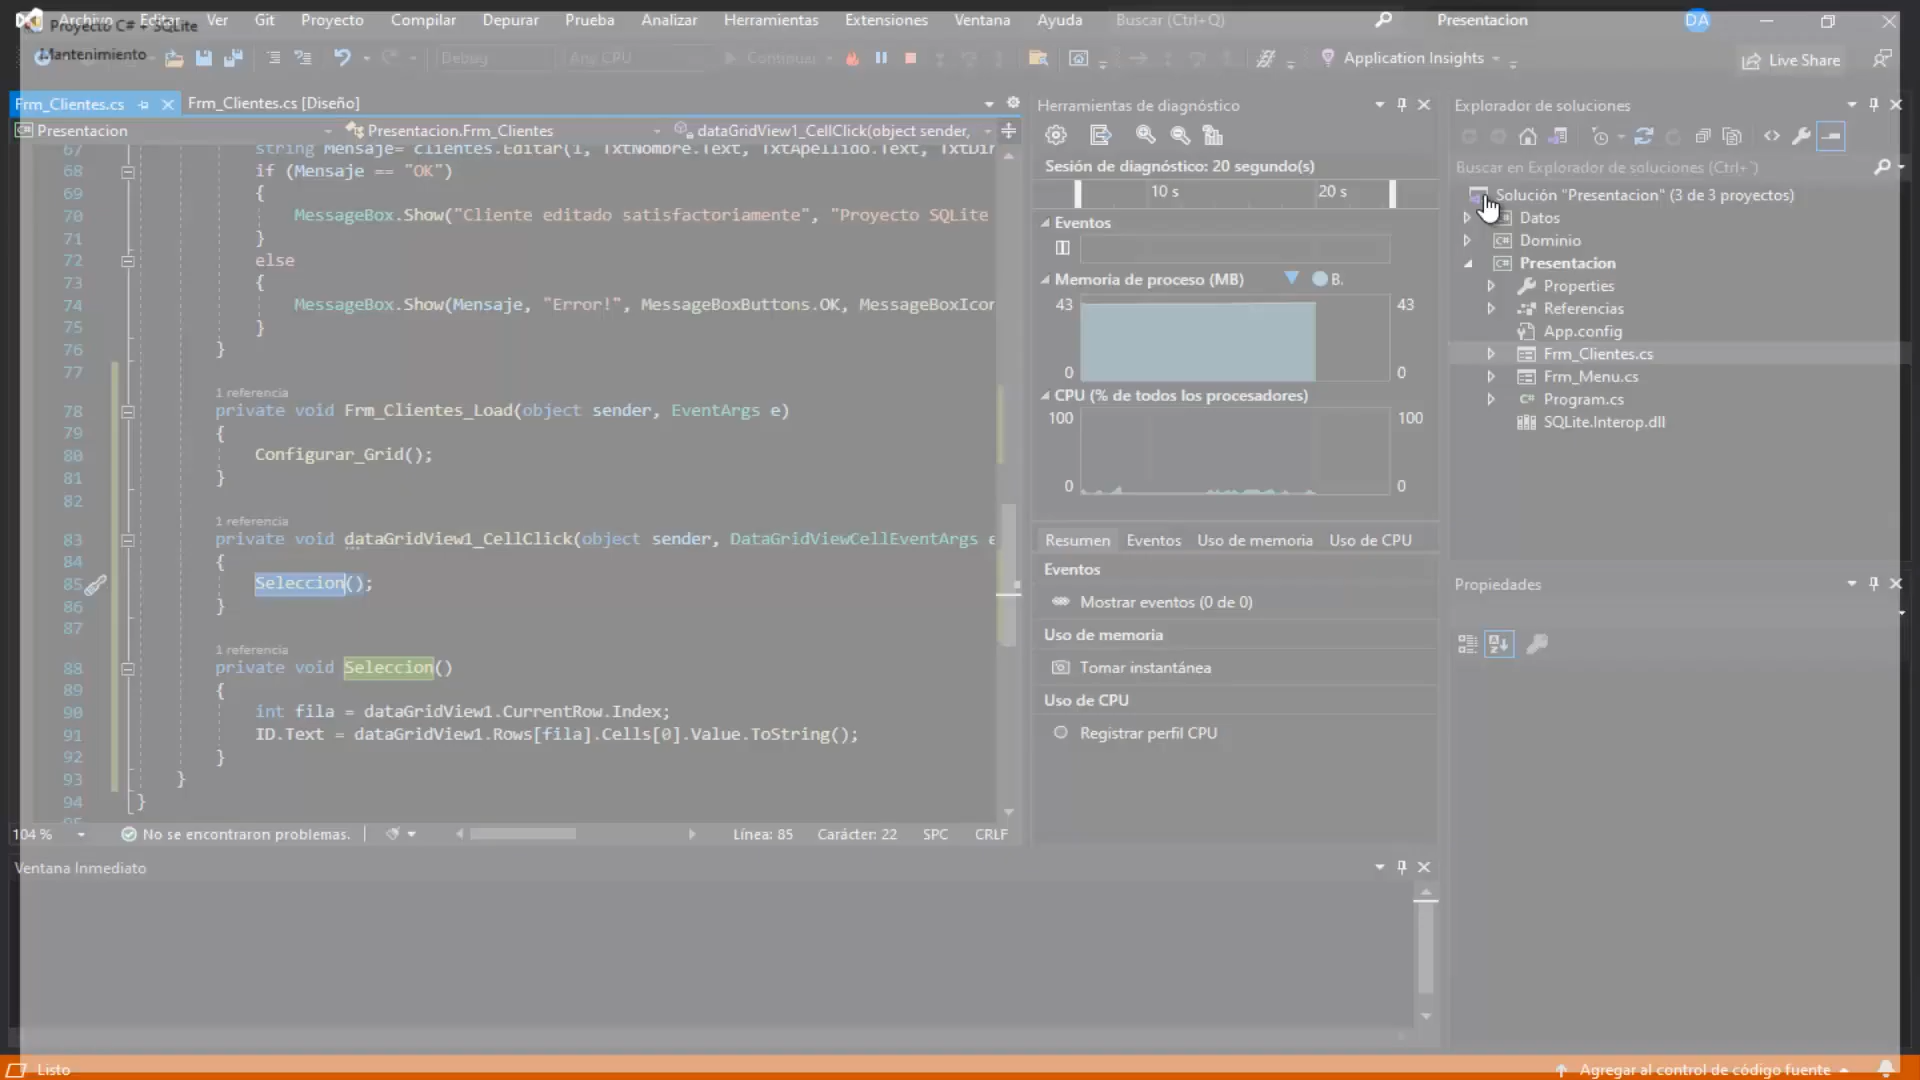 Archivo Editar Ver Git Proyecto Compilar Depurar Prueba Analizar Herramientas Extensiones Ventana Ayuda Buscar (Ctrl+Q) Presentacion DA
Proyecto C# + SQLite
Mantenimiento
Debug Any CPU Continuar Application Insights Live Share
Frm_Clientes.cs Frm_Clientes.cs [Diseño]
Presentacion Presentacion.Frm_Clientes dataGridView1_CellClick(object sender,
67 string Mensaje= clientes.Editar(1, TxtNombre.Text, TxtApellido.Text, TxtDir
68 if (Mensaje == "OK")
69 {
70 MessageBox.Show("Cliente editado satisfactoriamente", "Proyecto SQLite
71 }
72 else
73 {
74 MessageBox.Show(Mensaje, "Error!", MessageBoxButtons.OK, MessageBoxIcon
75 }
76 }
77
1 referencia
78 private void Frm_Clientes_Load(object sender, EventArgs e)
79 {
80 Configurar_Grid();
81 }
82
1 referencia
83 private void dataGridView1_CellClick(object sender, DataGridViewCellEventArgs e
84 {
85 Seleccion();
86 }
87
1 referencia
88 private void Seleccion()
89 {
90 int fila = dataGridView1.CurrentRow.Index;
91 ID.Text = dataGridView1.Rows[fila].Cells[0].Value.ToString();
92 }
93 }
94 }
104 % No se encontraron problemas. Línea: 85 Carácter: 22 SPC CRLF
Ventana Inmediato
Herramientas de diagnóstico
Sesión de diagnóstico: 20 segundo(s)
10 s 20 s
Eventos
Memoria de proceso (MB) B.
43 43
0 0
CPU (% de todos los procesadores)
100 100
0 0
Resumen Eventos Uso de memoria Uso de CPU
Eventos
Mostrar eventos (0 de 0)
Uso de memoria
Tomar instantánea
Uso de CPU
Registrar perfil CPU
Explorador de soluciones
Buscar en Explorador de soluciones (Ctrl+´)
Solución "Presentacion" (3 de 3 proyectos)
Datos
C# Dominio
C# Presentacion
Properties
Referencias
App.config
Frm_Clientes.cs
Frm_Menu.cs
C# Program.cs
SQLite.Interop.dll
Propiedades
Listo Agregar al control de código fuente